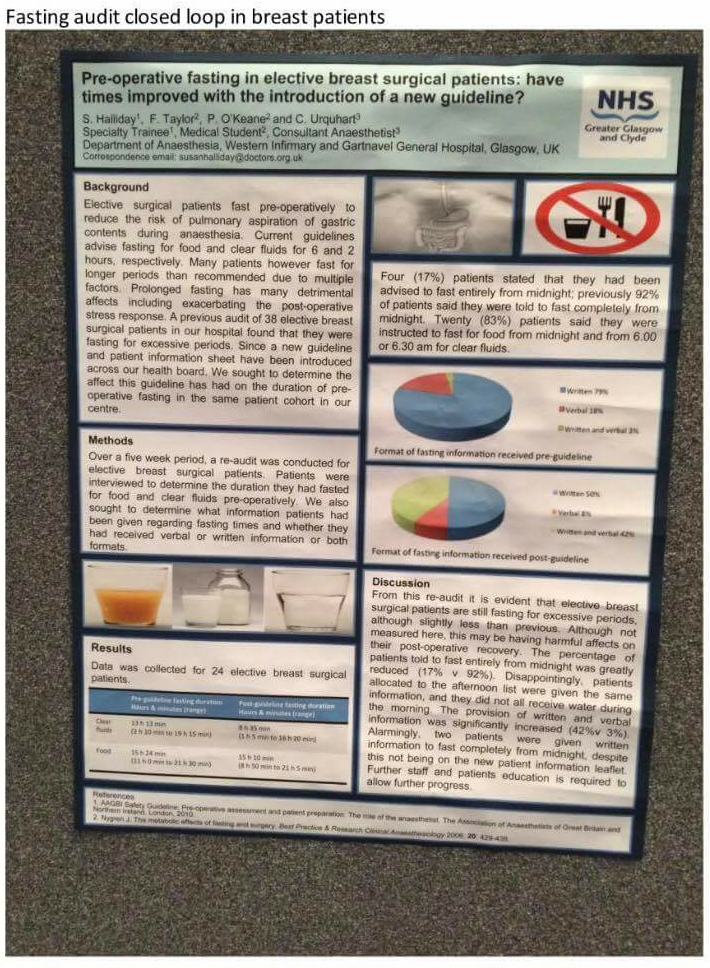 Fasting audit closed loop in breast patients
Pre-operative fasting in elective breast surgical patients: have
times improved with the introduction of a new guideline?
S. Halliday¹, F. Taylor², P. O'Keane² and C. Urquhart³
Specialty Trainee¹, Medical Student², Consultant Anaesthetist³
Department of Anaesthesia, Western Infirmary and Gartnavel General Hospital, Glasgow, UK
Correspondence email: susanhalliday@doctors.org.uk
NHS
Greater Glasgow
and Clyde
Background
Elective surgical patients fast pre-operatively to
reduce the risk of pulmonary aspiration of gastric
contents during anaesthesia. Current guidelines
advise fasting for food and clear fluids for 6 and 2
hours, respectively. Many patients however fast for
longer periods than recommended due to multiple
factors. Prolonged fasting has many detrimental
affects including exacerbating the post-operative
stress response. A previous audit of 38 elective breast
surgical patients in our hospital found that they were
fasting for excessive periods. Since a new guideline
and patient information sheet have been introduced
across our health board. We sought to determine the
affect this guideline has had on the duration of pre-
operative fasting in the same patient cohort in our
centre.
Methods
Over a five week period, a re-audit was conducted for
elective breast surgical patients. Patients were
interviewed to determine the duration they had fasted
for food and clear fluids pre-operatively. We also
sought to determine what information patients had
been given regarding fasting times and whether they
had received verbal or written information or both
formats.
Results
Data was collected for 24 elective breast surgical
patients.
Pre-guideline fasting duration
Hours & minutes (range)
Post-guideline fasting duration
Hours & minutes (range)
Clear
fluids
13 h 13 min
(2 h 10 min to 19 h 15 min)
8 h 35 min
(1 h 5 min to 16 h 20 min)
Food
15 h 24 min
(11 h 0 min to 21 h 30 min)
15 h 10 min
(8 h 50 min to 21 h 5 min)
Four (17%) patients stated that they had been
advised to fast entirely from midnight; previously 92%
of patients said they were told to fast completely from
midnight. Twenty (83%) patients said they were
instructed to fast for food from midnight and from 6.00
or 6.30 am for clear fluids.
Written 79%
Verbal 18%
Written and verbal 3%
Format of fasting information received pre-guideline
Written 50%
Verbal 8%
Written and verbal 42%
Format of fasting information received post-guideline
Discussion
From this re-audit it is evident that elective breast
surgical patients are still fasting for excessive periods,
although slightly less than previous. Although not
measured here, this may be having harmful affects on
their post-operative recovery. The percentage of
patients told to fast entirely from midnight was greatly
reduced (17% v 92%). Disappointingly, patients
allocated to the afternoon list were given the same
information, and they did not all receive water during
the morning. The provision of written and verbal
information was significantly increased (42%v 3%).
Alarmingly, two patients were given written
information to fast completely from midnight, despite
this not being on the new patient information leaflet.
Further staff and patients education is required to
allow further progress.
References
1. AAGBI Safety Guideline; Pre-operative assessment and patient preparation. The role of the anaesthetist. The Association of Anaesthetists of Great Britain and
Northern Ireland. London, 2010
2. Nygren J. The metabolic effects of fasting and surgery. Best Practice & Research Clinical Anaesthesiology 2006; 20: 429-438